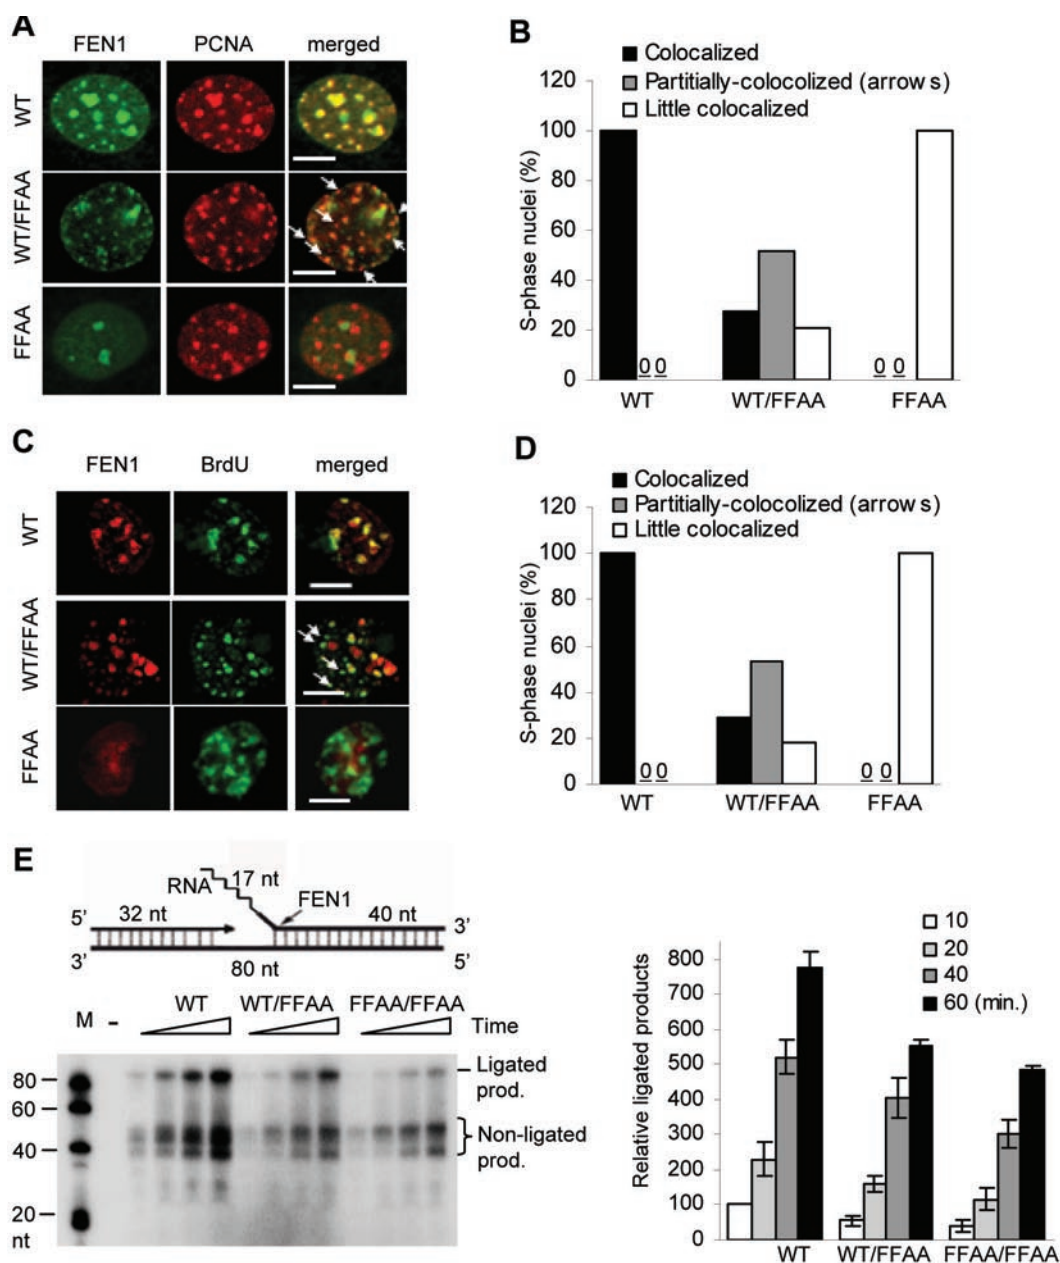 A
FEN1 PCNA merged
WT
WT/FFAA
FFAA
B
Colocalized
Partitially-colocolized (arrows)
Little colocalized
S-phase nuclei (%)
120
100
80
60
40
20
0
0 0
0 0
WT WT/FFAA FFAA
C
FEN1 BrdU merged
WT
WT/FFAA
FFAA
D
Colocalized
Partitially-colocolized (arrows)
Little colocalized
S-phase nuclei (%)
120
100
80
60
40
20
0
0 0
0 0
WT WT/FFAA FFAA
E
RNA 17 nt FEN1
5' 32 nt 40 nt 3'
3' 80 nt 5'
M - WT WT/FFAA FFAA/FFAA Time
80
60
40
20
nt
Ligated prod.
Non-ligated prod.
10
20
40
60 (min.)
Relative ligated products
800
700
600
500
400
300
200
100
0
WT WT/FFAA FFAA/FFAA